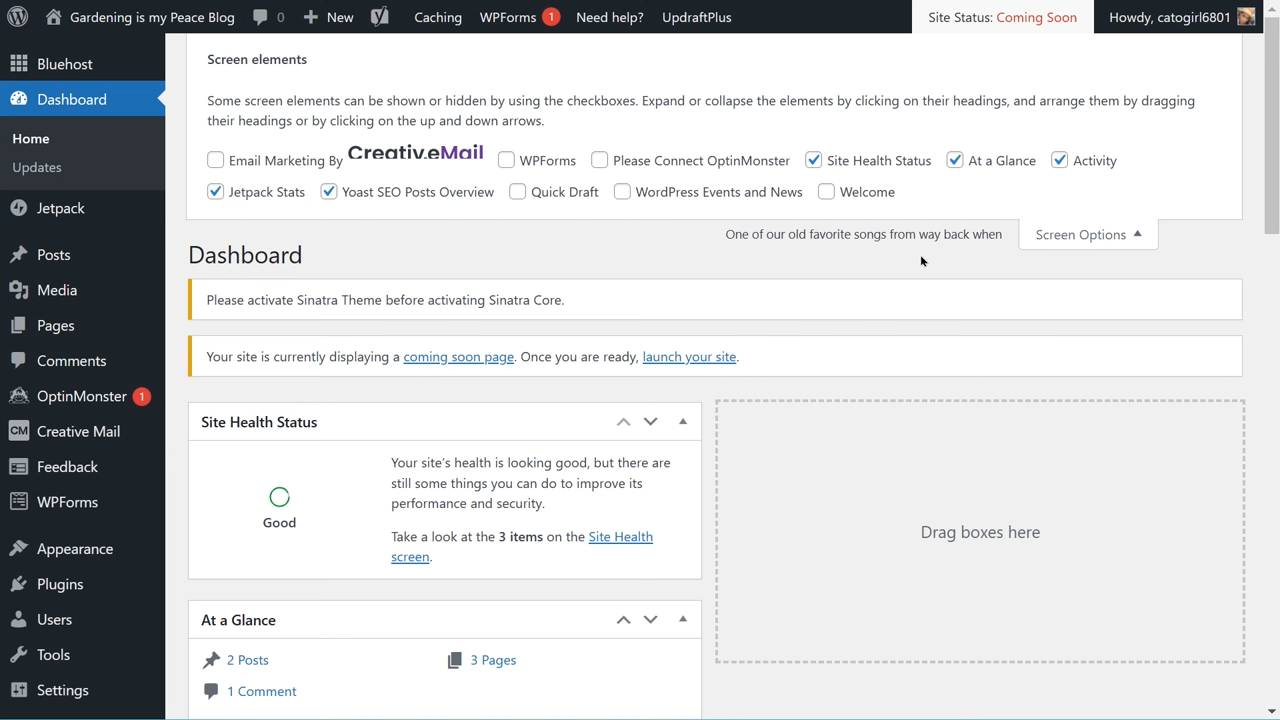 Gardening is my Peace Blog 0 New Caching WPForms 1 Need help? UpdraftPlus Site Status: Coming Soon Howdy, catogirl6801
Bluehost
Dashboard
Home
Updates
Jetpack
Posts
Media
Pages
Comments
OptinMonster 1
CM Creative Mail
Feedback
WPForms
Appearance
Plugins
Users
Tools
Settings
Screen elements
Some screen elements can be shown or hidden by using the checkboxes. Expand or collapse the elements by clicking on their headings, and arrange them by dragging
their headings or by clicking on the up and down arrows.
Email Marketing By Creativ.eMail WPForms Please Connect OptinMonster Site Health Status At a Glance Activity
Jetpack Stats Yoast SEO Posts Overview Quick Draft WordPress Events and News Welcome
One of our old favorite songs from way back when Screen Options
Dashboard
Please activate Sinatra Theme before activating Sinatra Core.
Your site is currently displaying a coming soon page. Once you are ready, launch your site.
Site Health Status
Good
Your site's health is looking good, but there are
still some things you can do to improve its
performance and security.
Take a look at the 3 items on the Site Health
screen.
Drag boxes here
At a Glance
2 Posts 3 Pages
1 Comment